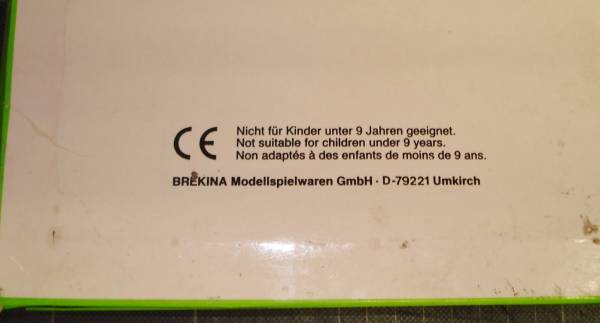 CE
Nicht für Kinder unter 9 Jahren geeignet.
Not suitable for children under 9 years.
Non adaptés à des enfants de moins de 9 ans.
BREKINA Modellspielwaren GmbH · D-79221 Umkirch